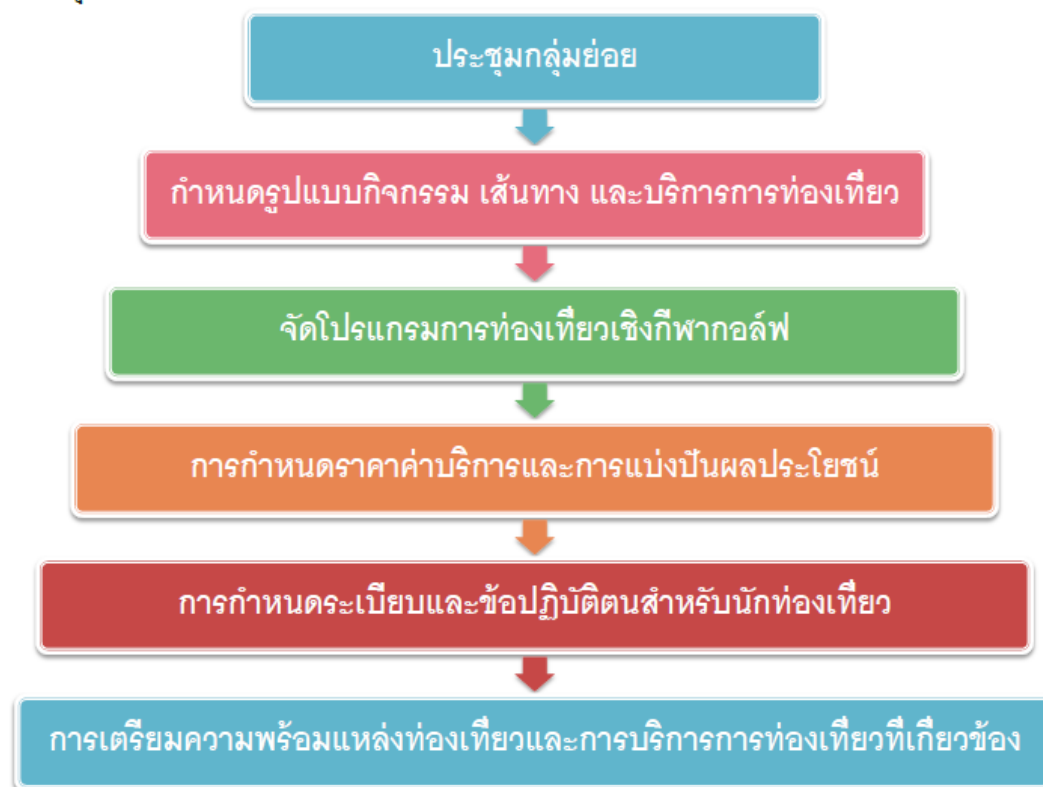 ประชุมกลุ่มย่อย
กำหนดรูปแบบกิจกรรม เส้นทาง และบริการการท่องเที่ยว
จัดโปรแกรมการท่องเที่ยวเชิงกีฬากอล์ฟ
การกำหนดราคาค่าบริการและการแบ่งปันผลประโยชน์
การกำหนดระเบียบและข้อปฏิบัติตนสำหรับนักท่องเที่ยว
การเตรียมความพร้อมแหล่งท่องเที่ยวและการบริการการท่องเที่ยวที่เกี่ยวข้อง